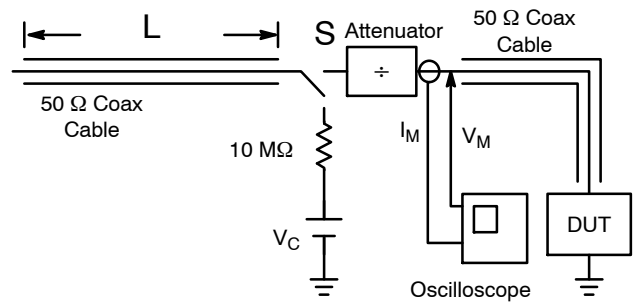 L
S
Attenuator
÷
50 Ω Coax
Cable
50 Ω Coax
Cable
10 MΩ
V_C
I_M
V_M
DUT
Oscilloscope